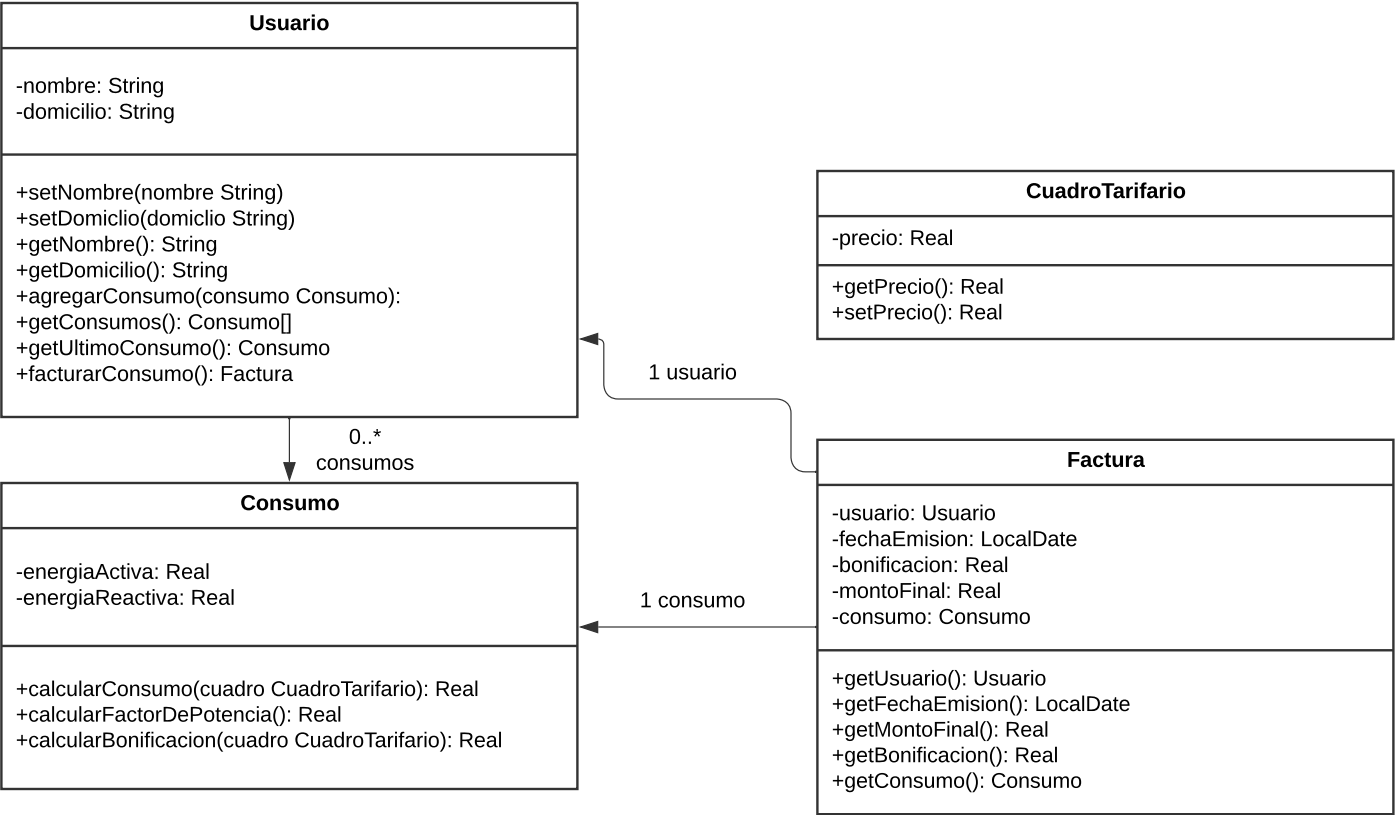 Usuario
-nombre: String
-domicilio: String
+setNombre(nombre String)
+setDomiclio(domiclio String)
+getNombre(): String
+getDomicilio(): String
+agregarConsumo(consumo Consumo):
+getConsumos(): Consumo[]
+getUltimoConsumo(): Consumo
+facturarConsumo(): Factura
0..*
consumos
Consumo
-energiaActiva: Real
-energiaReactiva: Real
+calcularConsumo(cuadro CuadroTarifario): Real
+calcularFactorDePotencia(): Real
+calcularBonificacion(cuadro CuadroTarifario): Real
CuadroTarifario
-precio: Real
+getPrecio(): Real
+setPrecio(): Real
1 usuario
1 consumo
Factura
-usuario: Usuario
-fechaEmision: LocalDate
-bonificacion: Real
-montoFinal: Real
-consumo: Consumo
+getUsuario(): Usuario
+getFechaEmision(): LocalDate
+getMontoFinal(): Real
+getBonificacion(): Real
+getConsumo(): Consumo